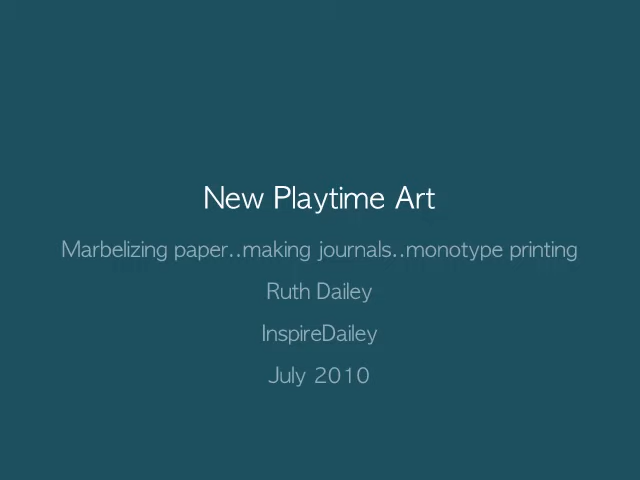 New Playtime Art
Marbelizing paper..making journals..monotype printing
Ruth Dailey
InspireDailey
July 2010